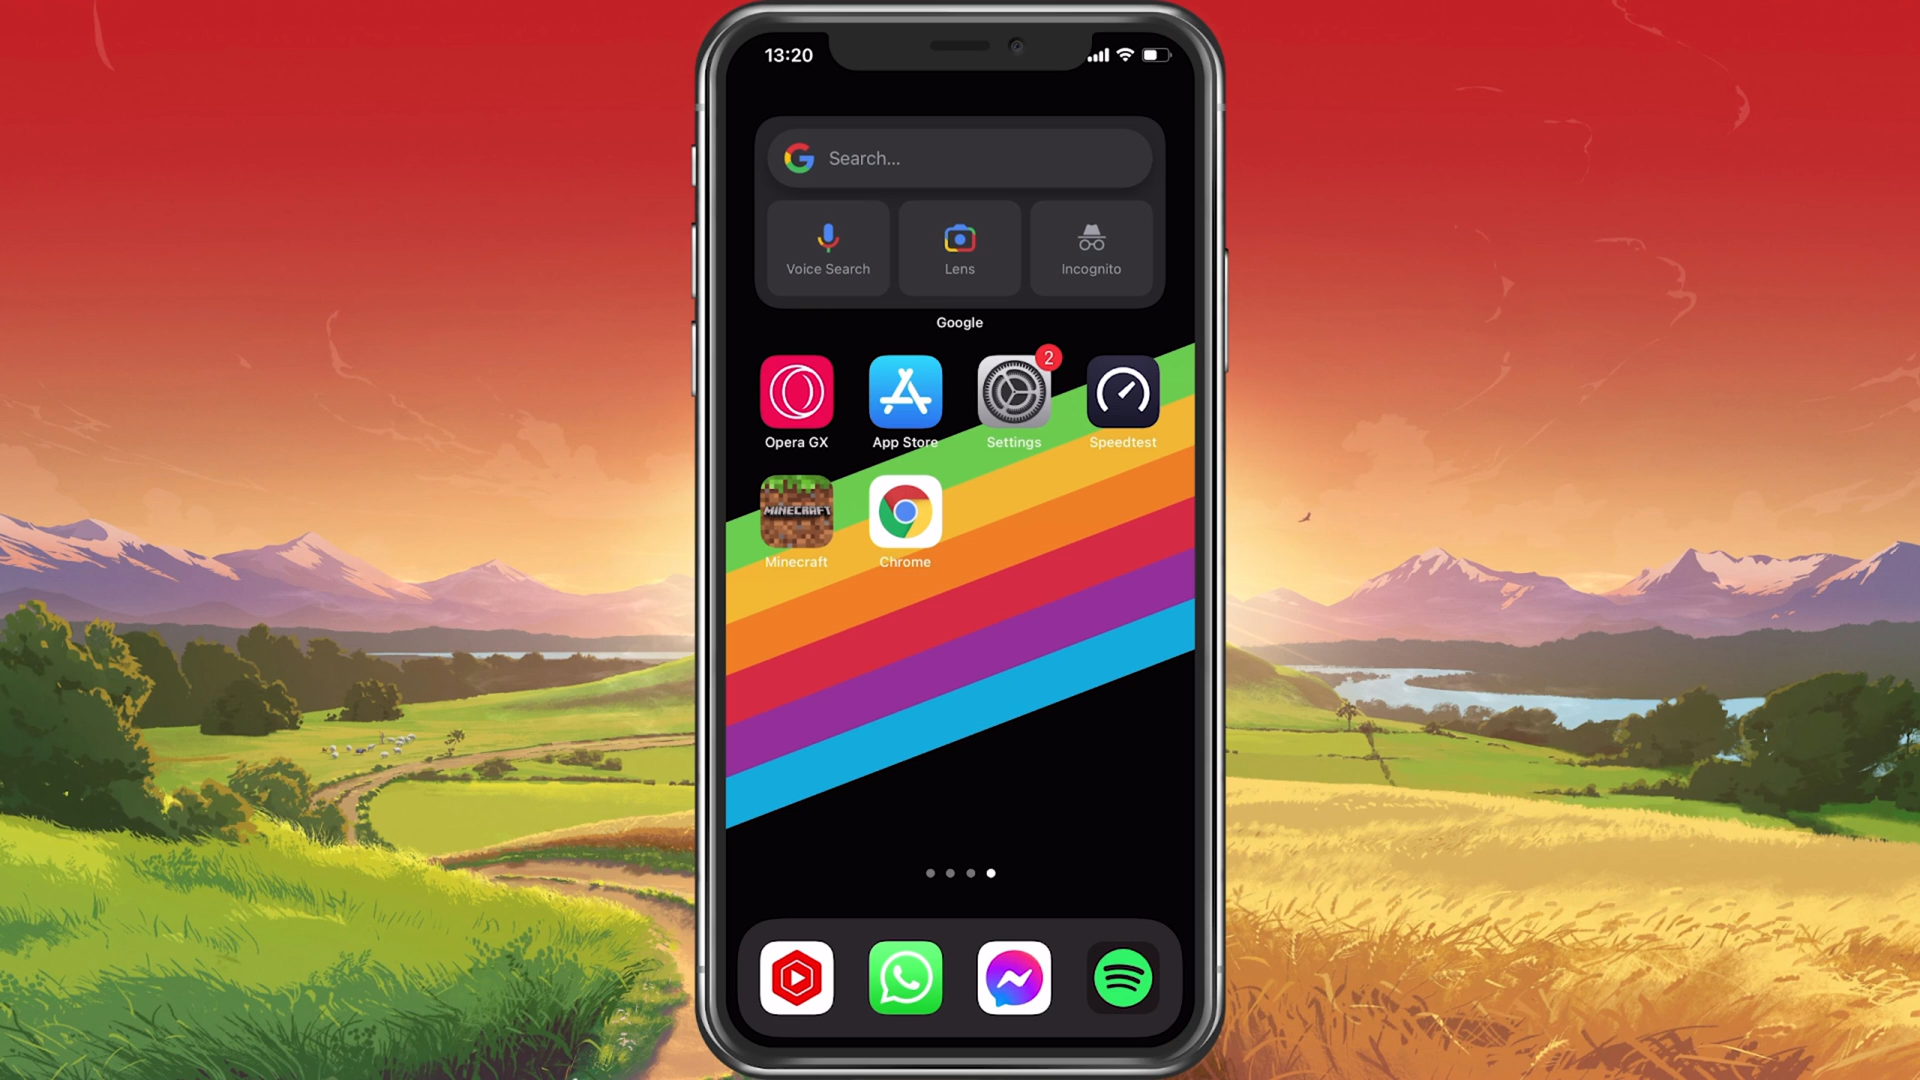 13:20
Search...
Voice Search
Lens
Incognito
Google
2
Opera GX
App Store
Settings
Speedtest
MINECRAFT
Minecraft
Chrome